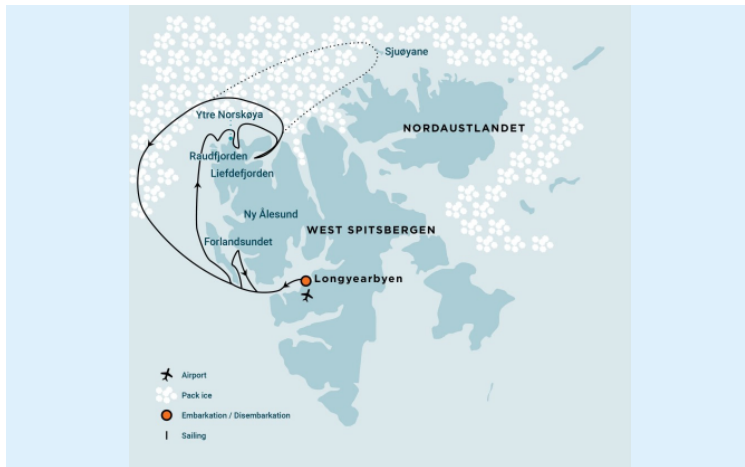 Sjuøyane
Ytre Norskøya
NORDAUSTLANDET
Raudfjorden
Liefdefjorden
Ny Ålesund
WEST SPITSBERGEN
Forlandsundet
Longyearbyen
Airport
Pack ice
Embarkation / Disembarkation
Sailing